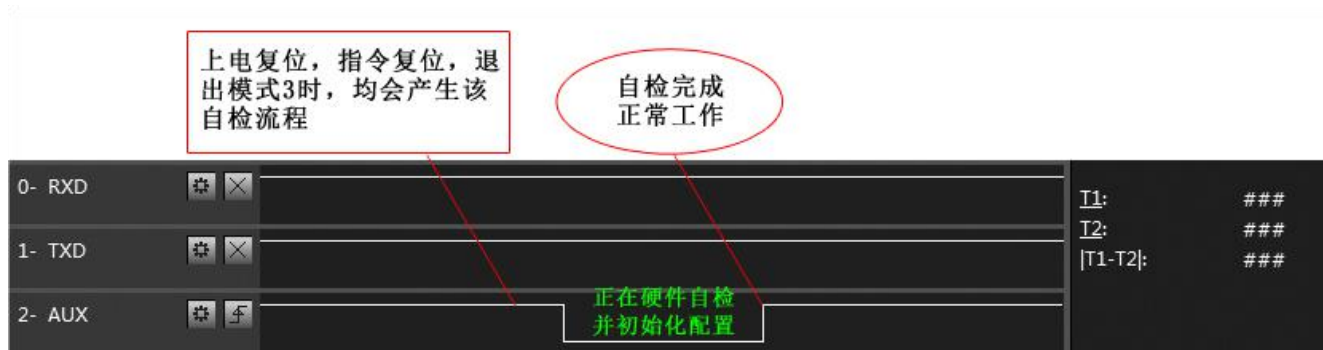 上电复位，指令复位，退
出模式3时，均会产生该
自检流程
自检完成
正常工作
0- RXD
T1: ###
T2: ###
1- TXD
|T1-T2|: ###
正在硬件自检
并初始化配置
2- AUX